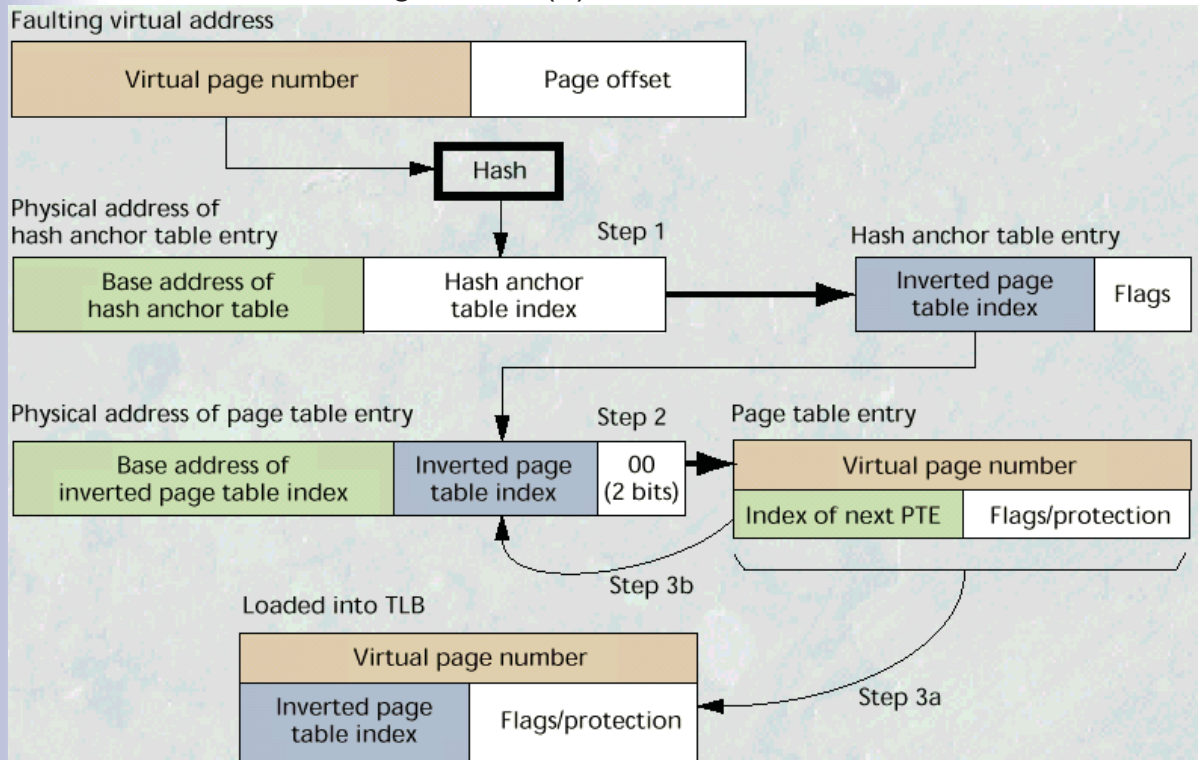 Faulting virtual address
Virtual page number
Page offset
Hash
Physical address of
hash anchor table entry
Step 1
Hash anchor table entry
Base address of
hash anchor table
Hash anchor
table index
Inverted page
table index
Flags
Physical address of page table entry
Step 2
Page table entry
Base address of
inverted page table index
Inverted page
table index
00
(2 bits)
Virtual page number
Index of next PTE
Flags/protection
Step 3b
Loaded into TLB
Virtual page number
Inverted page
table index
Flags/protection
Step 3a